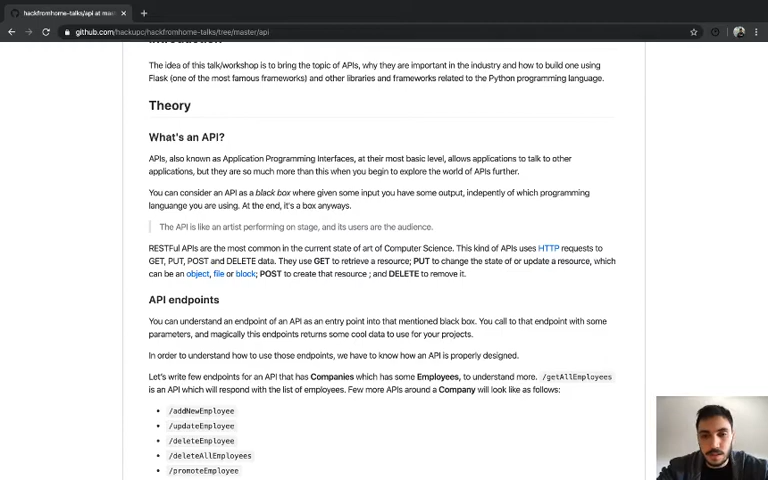 hackfromhome-talks/api at mas
github.com/hackupc/hackfromhome-talks/tree/master/api
Introduction
The idea of this talk/workshop is to bring the topic of APIs, why they are important in the industry and how to build one using
Flask (one of the most famous frameworks) and other libraries and frameworks related to the Python programming language.
Theory
What's an API?
APIs, also known as Application Programming Interfaces, at their most basic level, allows applications to talk to other
applications, but they are so much more than this when you begin to explore the world of APIs further.
You can consider an API as a black box where given some input you have some output, indepently of which programming
languange you are using. At the end, it's a box anyways.
The API is like an artist performing on stage, and its users are the audience.
RESTFul APIs are the most common in the current state of art of Computer Science. This kind of APIs uses HTTP requests to
GET, PUT, POST and DELETE data. They use GET to retrieve a resource; PUT to change the state of or update a resource, which
can be an object, file or block; POST to create that resource ; and DELETE to remove it.
API endpoints
You can understand an endpoint of an API as an entry point into that mentioned black box. You call to that endpoint with some
parameters, and magically this endpoints returns some cool data to use for your projects.
In order to understand how to use those endpoints, we have to know how an API is properly designed.
Let's write few endpoints for an API that has Companies which has some Employees, to understand more. /getAllEmployees
is an API which will respond with the list of employees. Few more APIs around a Company will look like as follows:
• /addNewEmployee
• /updateEmployee
• /deleteEmployee
• /deleteAllEmployees
• /promoteEmployee